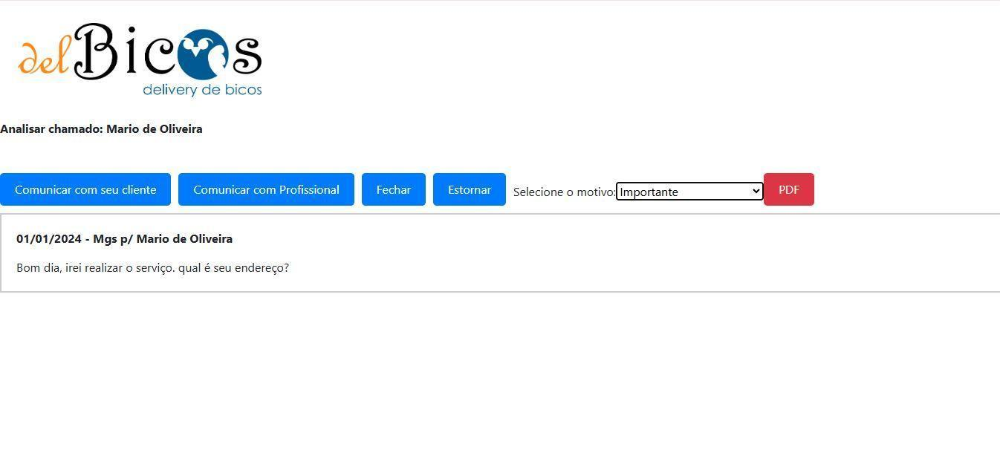 delBicos
delivery de bicos
Analisar chamado: Mario de Oliveira
Comunicar com seu cliente Comunicar com Profissional Fechar Estornar Selecione o motivo: Importante PDF
01/01/2024 - Mgs p/ Mario de Oliveira
Bom dia, irei realizar o serviço. qual é seu endereço?